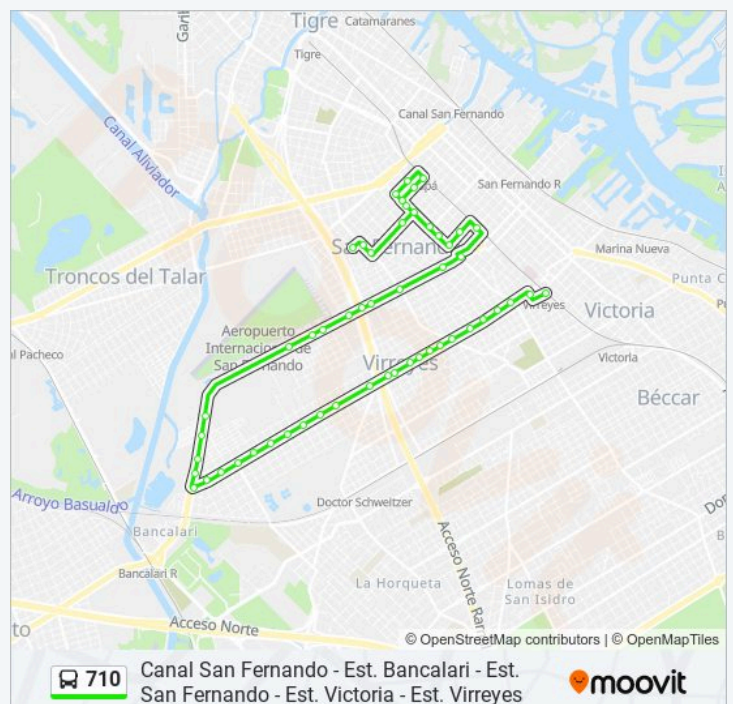 Gari
Tigre
Catamaranes
Tigre
Canal San Fernando
Canal Aliviador
San Fernando R
San Fernando
Troncos del Talar
Marina Nueva
Punta C
Victoria
Aeropuerto
Internacional de
San Fernando
al Pacheco
Virreyes
Virreyes
Victoria
Béccar
Arroyo Basualdo
Doctor Schweitzer
Bancalari
Acceso Norte Ram
Bancalari R
La Horqueta
Lomas de
San Isidro
Acceso Norte
© OpenStreetMap contributors | © OpenMapTiles
710
Canal San Fernando - Est. Bancalari - Est.
San Fernando - Est. Victoria - Est. Virreyes
moovit